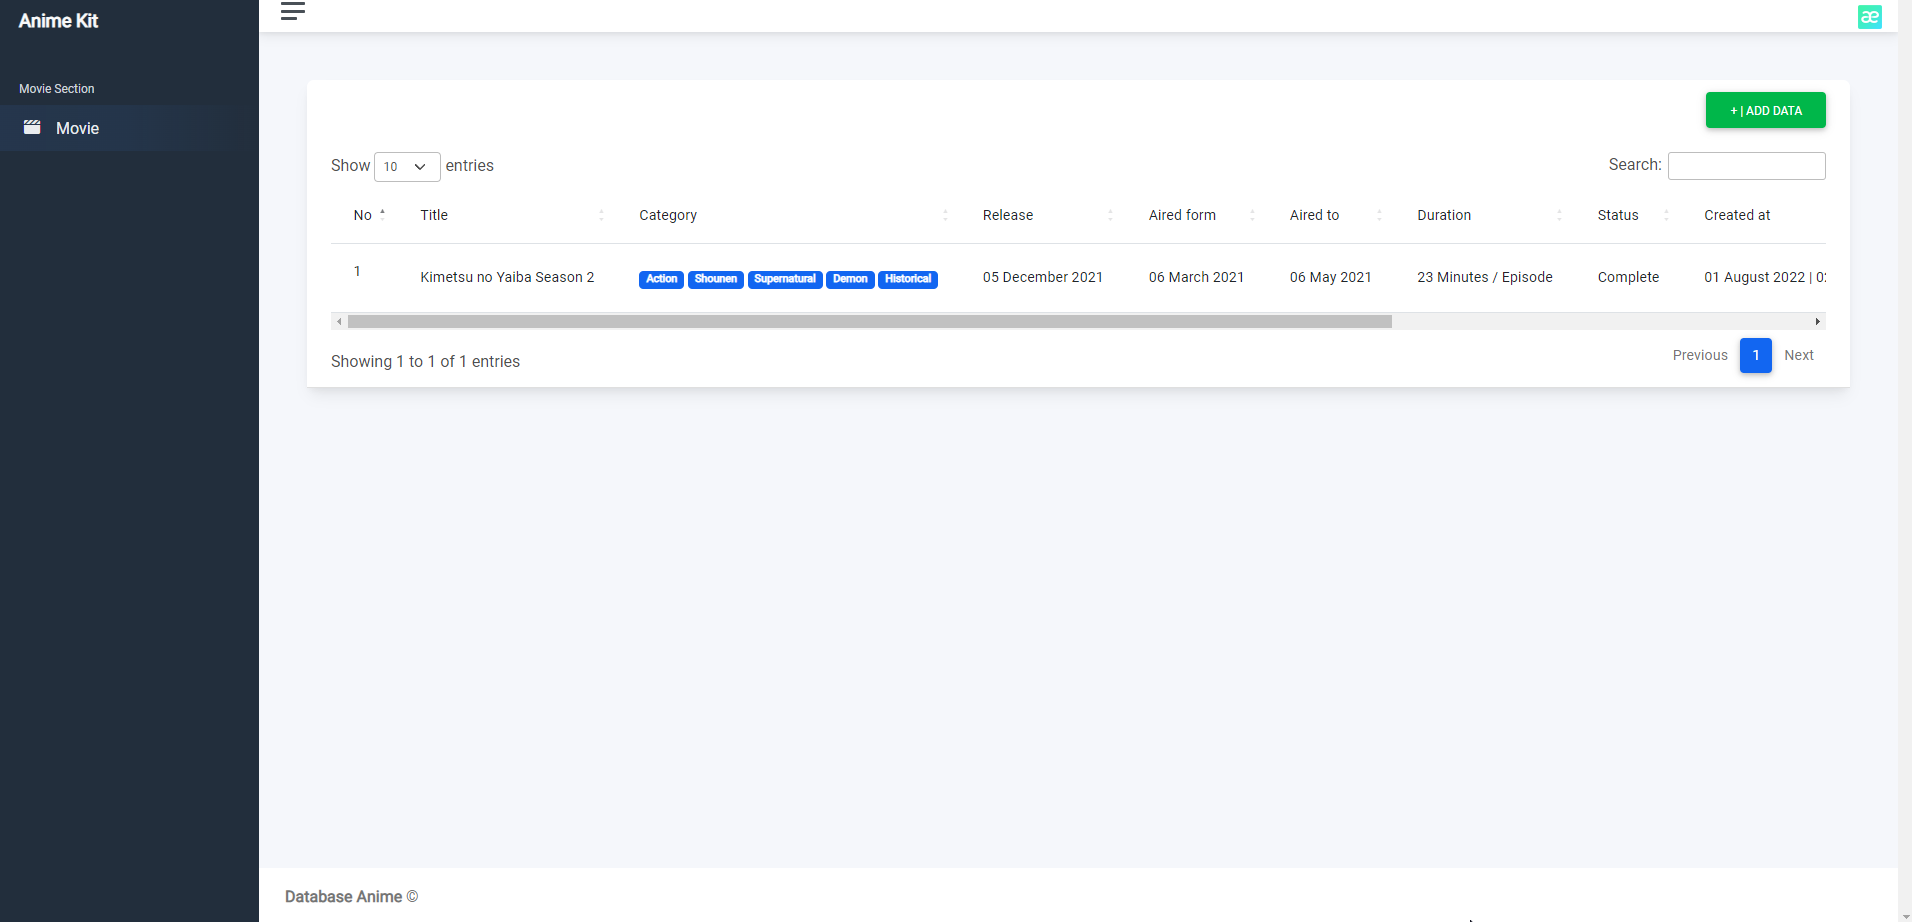 Anime Kit
æ
Movie Section
Movie
+ | ADD DATA
Show 10 entries
Search:
No Title Category Release Aired form Aired to Duration Status Created at
1 Kimetsu no Yaiba Season 2 Action Shounen Supernatural Demon Historical 05 December 2021 06 March 2021 06 May 2021 23 Minutes / Episode Complete 01 August 2022 | 02
Showing 1 to 1 of 1 entries
Previous 1 Next
Database Anime ©